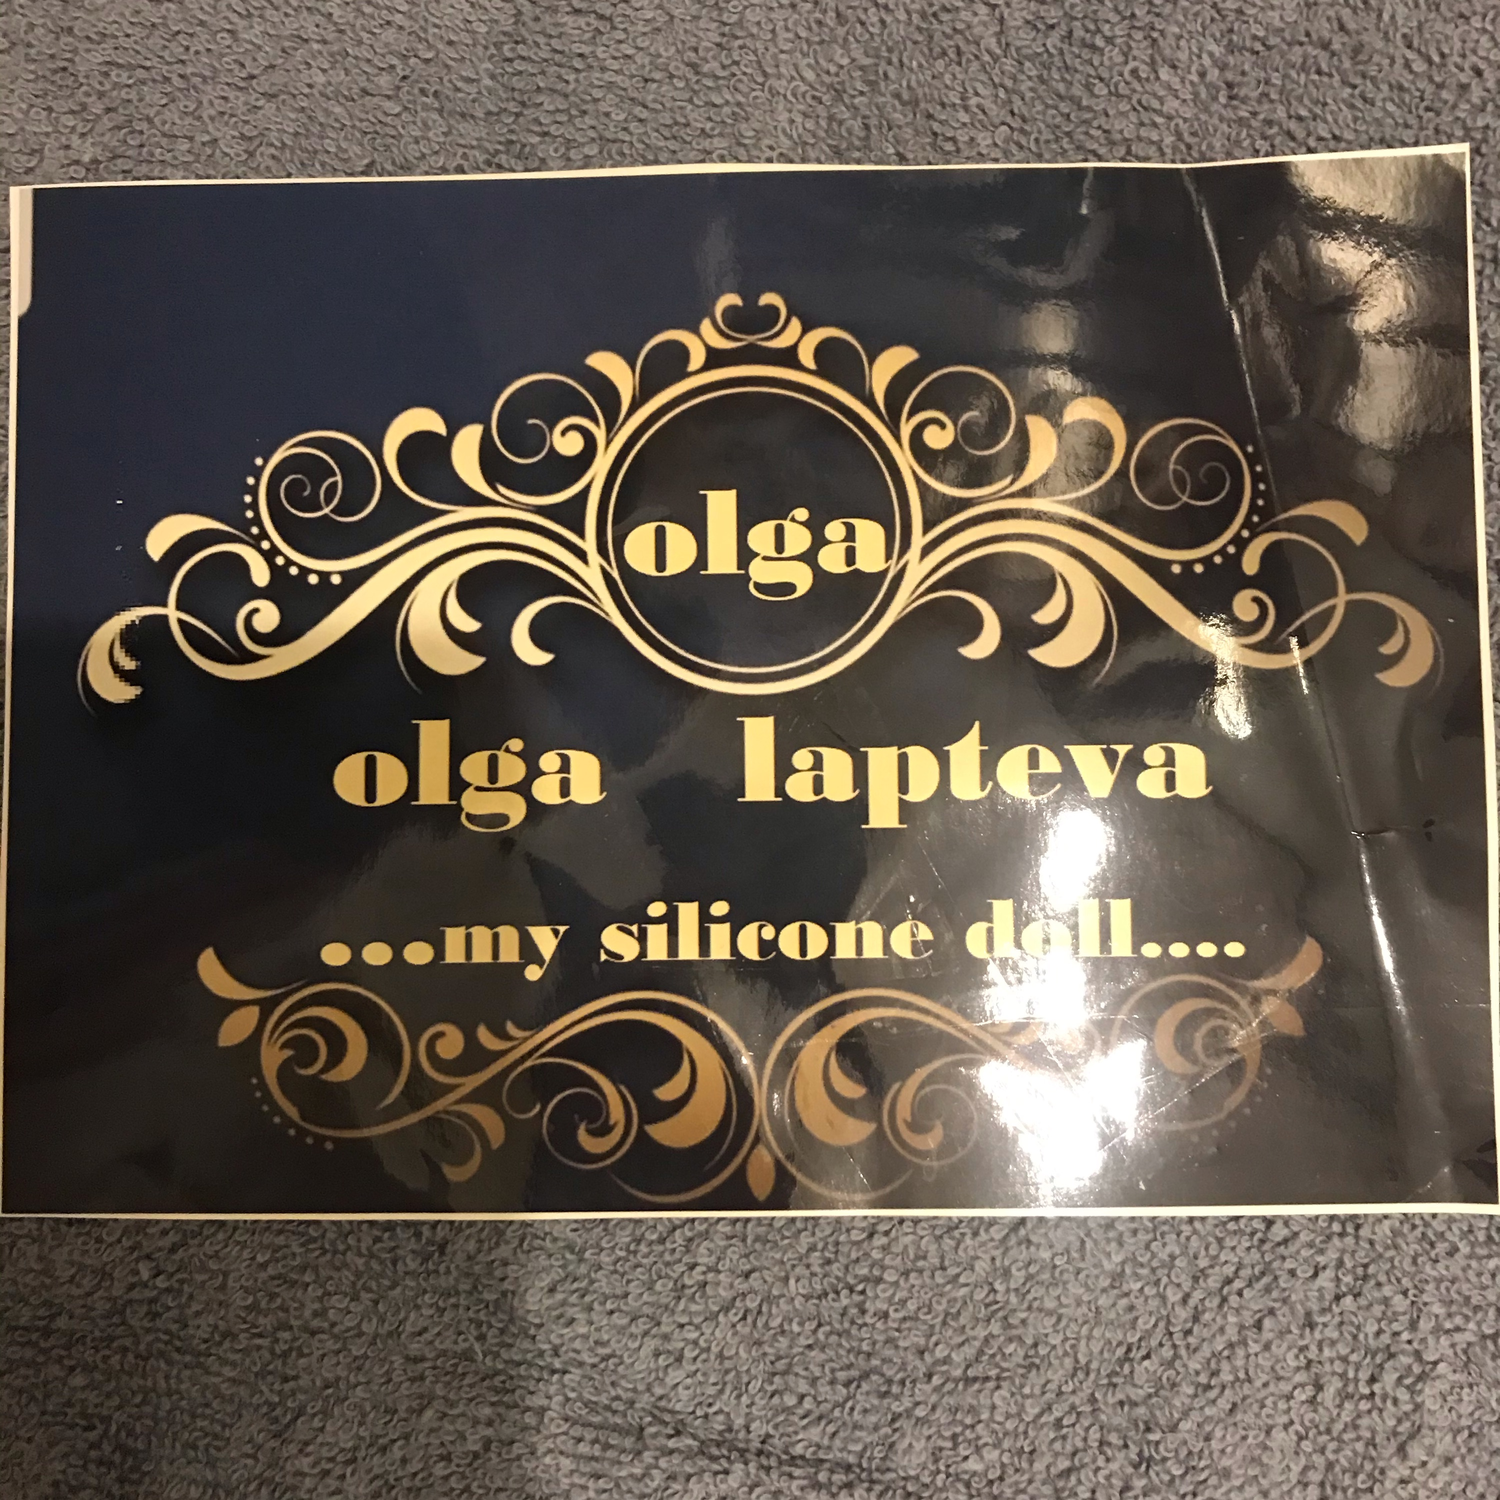 olga
olga lapteva
...my silicone doll....